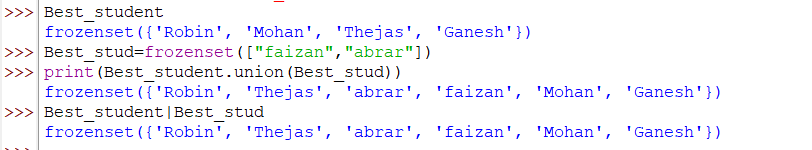 >>> Best_student
frozenset({'Robin', 'Mohan', 'Thejas', 'Ganesh'})
>>> Best_stud=frozenset(["faizan","abrar"])
>>> print(Best_student.union(Best_stud))
frozenset({'Robin', 'Thejas', 'abrar', 'faizan', 'Mohan', 'Ganesh'})
>>> Best_student|Best_stud
frozenset({'Robin', 'Thejas', 'abrar', 'faizan', 'Mohan', 'Ganesh'})